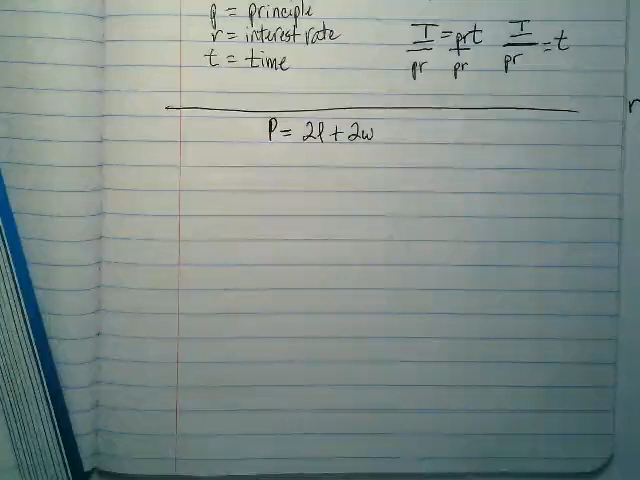 p = principle
r = interest rate
t = time
I/pr = prt/pr I/pr = t
P = 2l + 2w
r